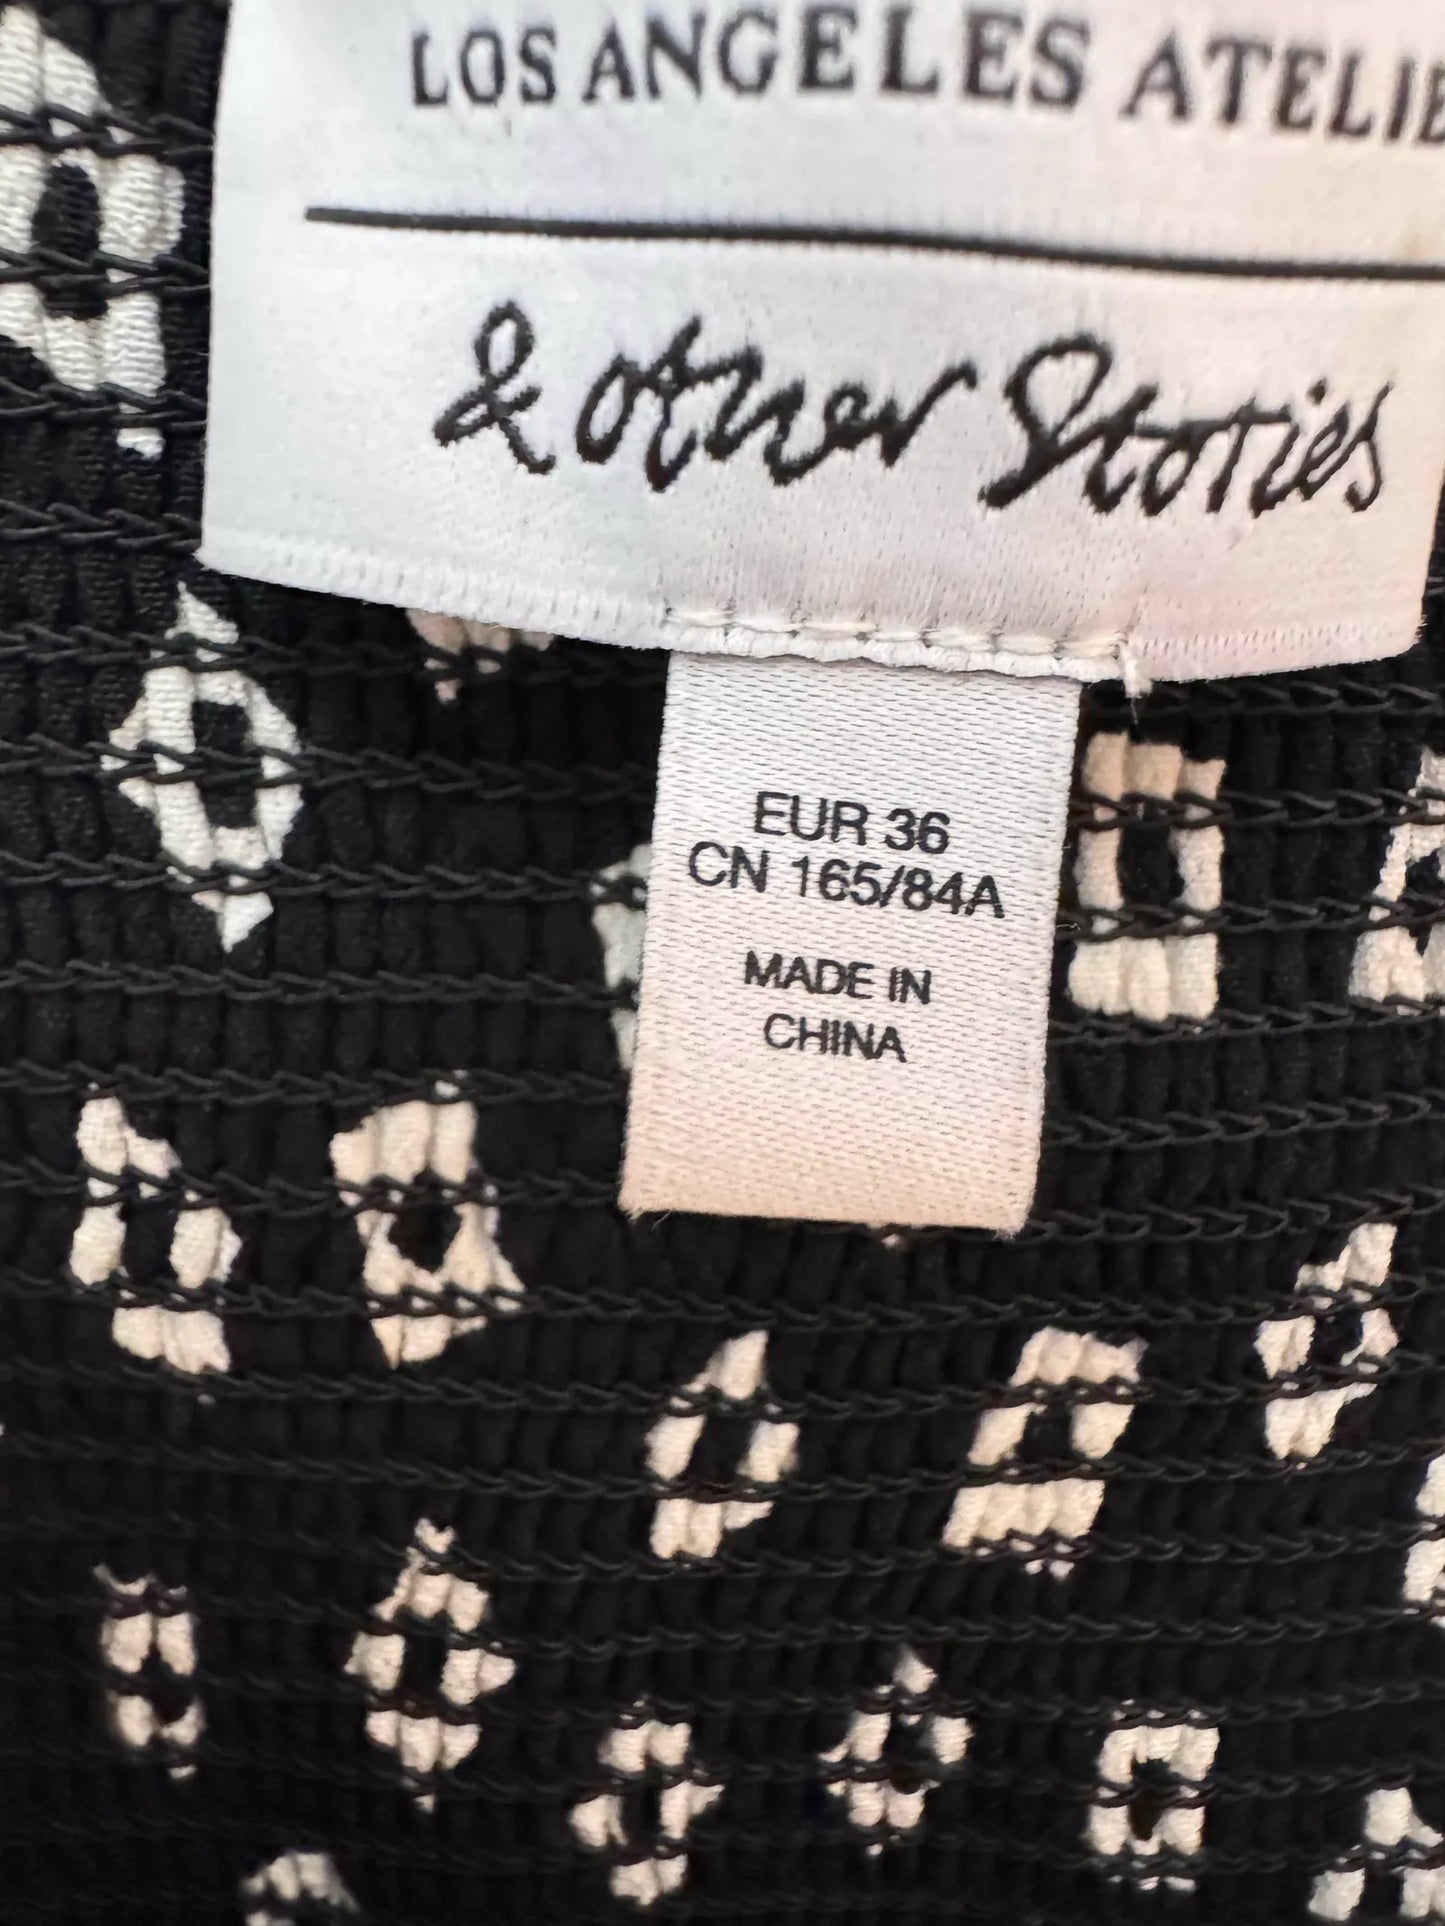 LOS ANGELES ATELIE
& other Stories
EUR 36
CN 165/84A
MADE IN
CHINA